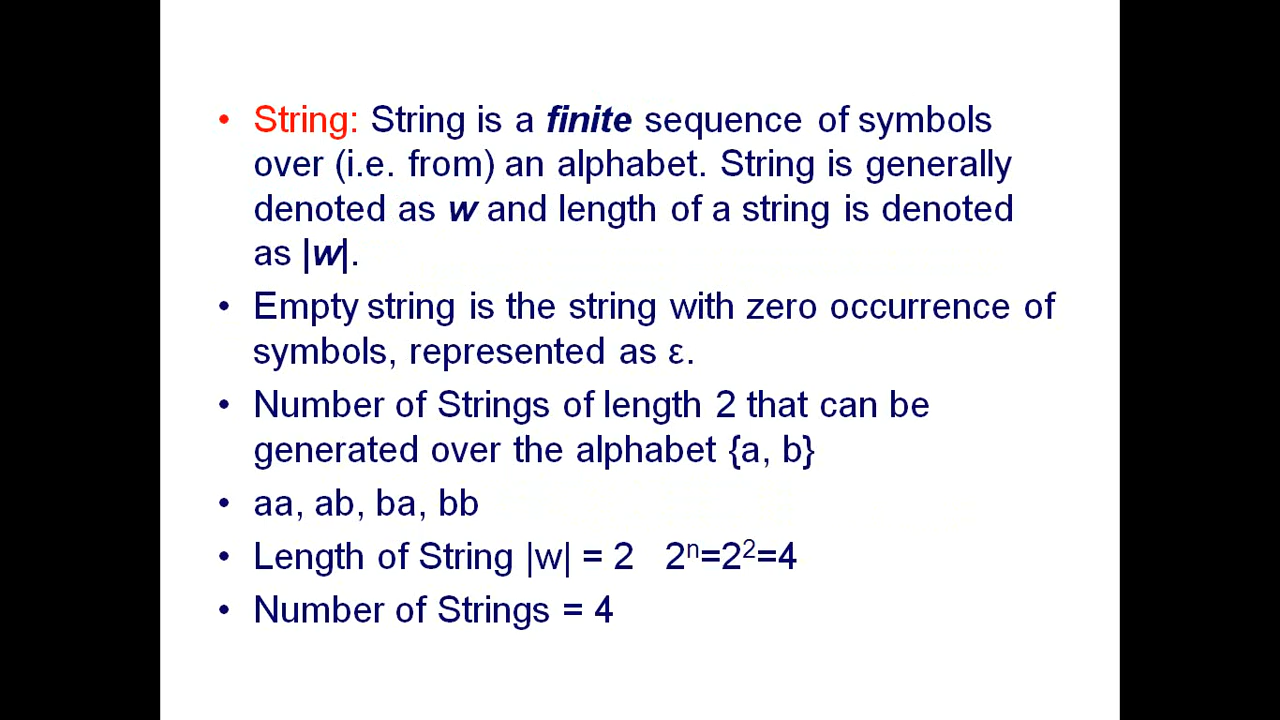 • String: String is a finite sequence of symbols
over (i.e. from) an alphabet. String is generally
denoted as w and length of a string is denoted
as |w|.
• Empty string is the string with zero occurrence of
symbols, represented as ε.
• Number of Strings of length 2 that can be
generated over the alphabet {a, b}
• aa, ab, ba, bb
• Length of String |w| = 2 2ⁿ=2²=4
• Number of Strings = 4